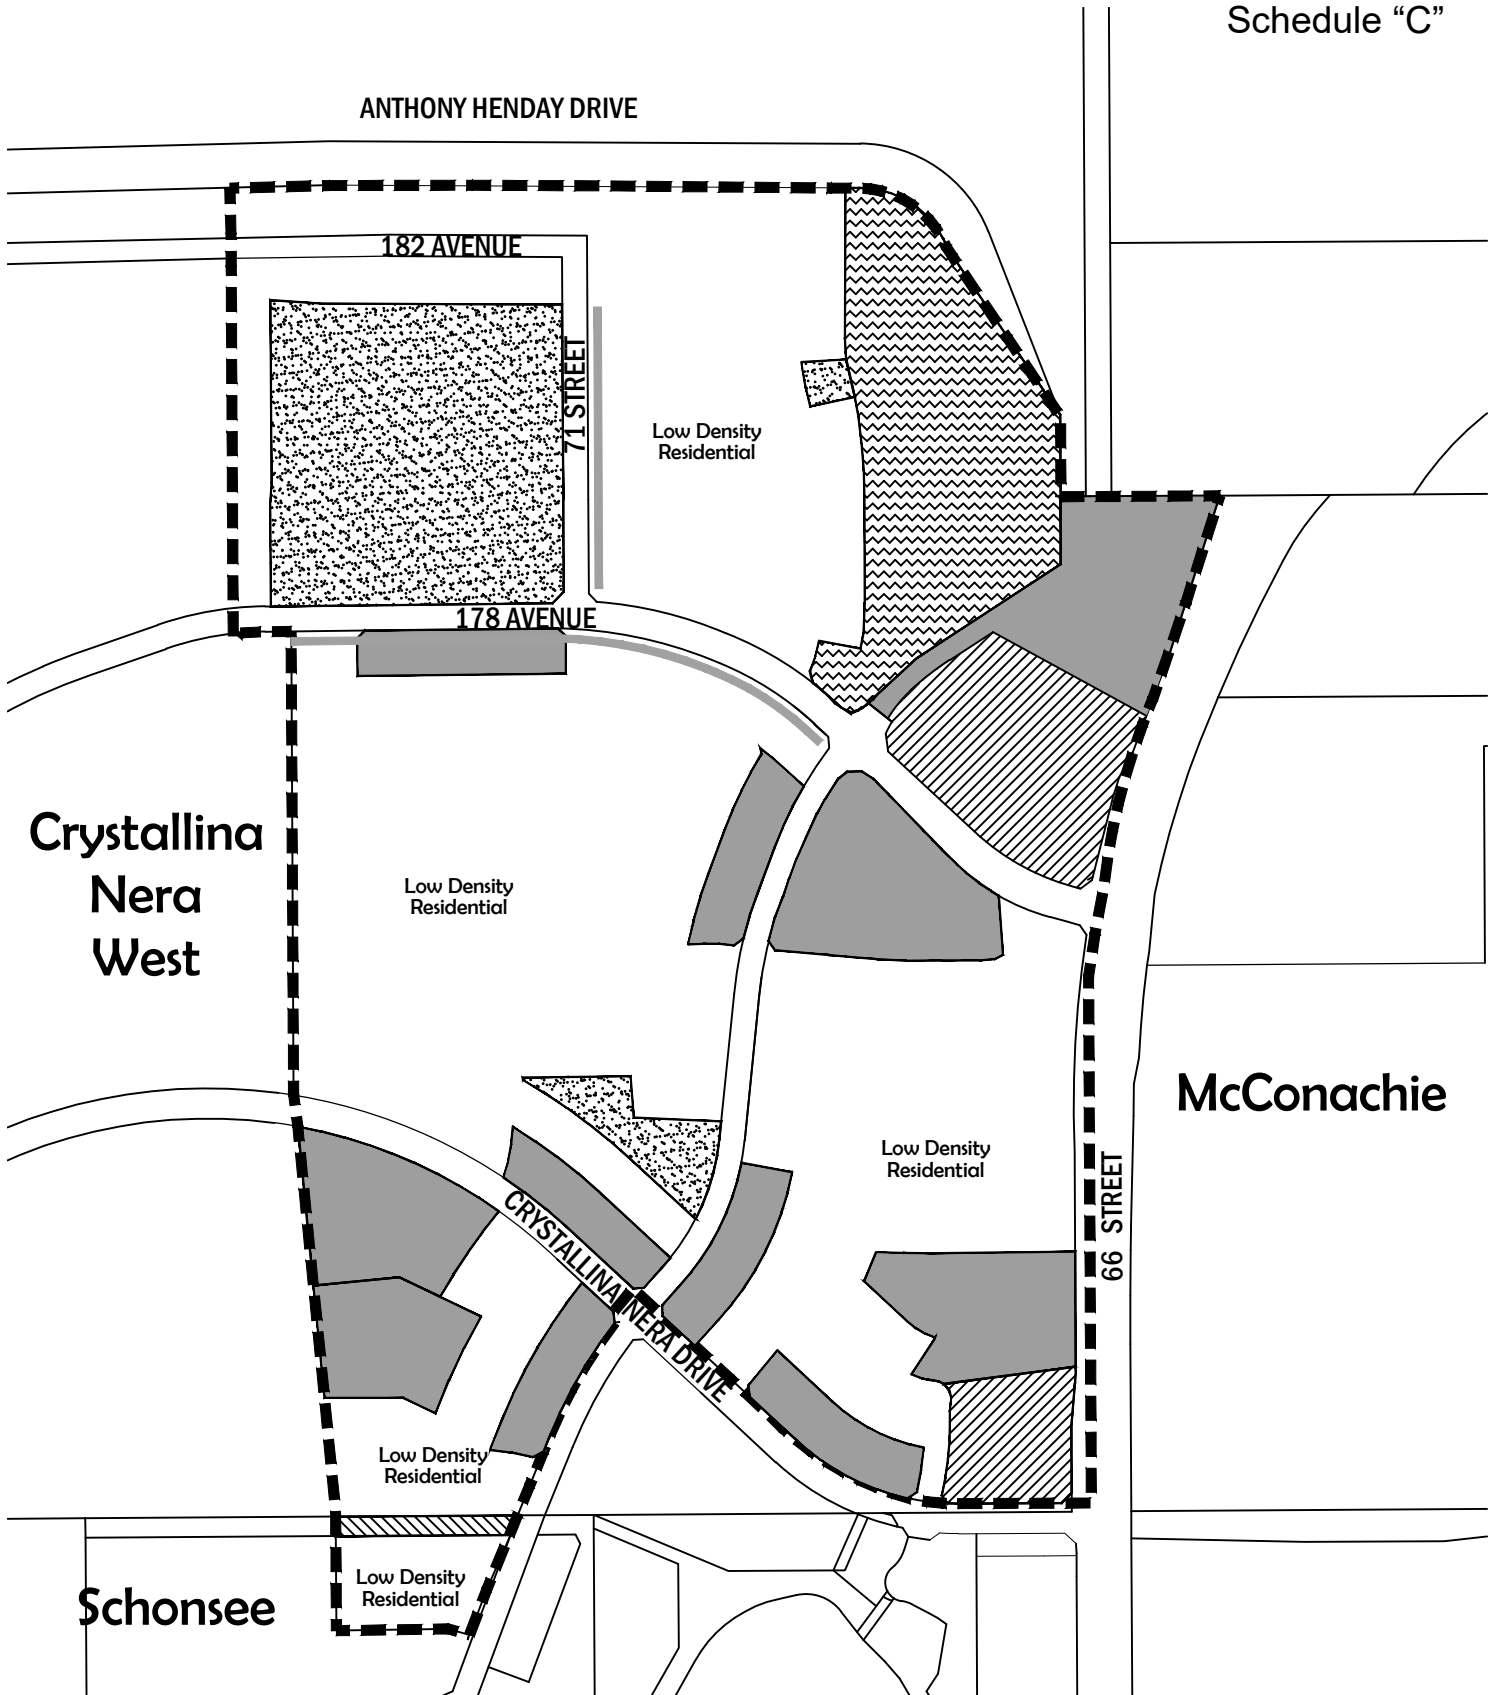 Schedule “C”
ANTHONY HENDAY DRIVE
182 AVENUE
71 STREET
Low Density
Residential
178 AVENUE
Crystallina
Nera
West
Low Density
Residential
McConachie
Low Density
Residential
66 STREET
CRYSTALLINA NERA DRIVE
Low Density
Residential
Schonsee
Low Density
Residential